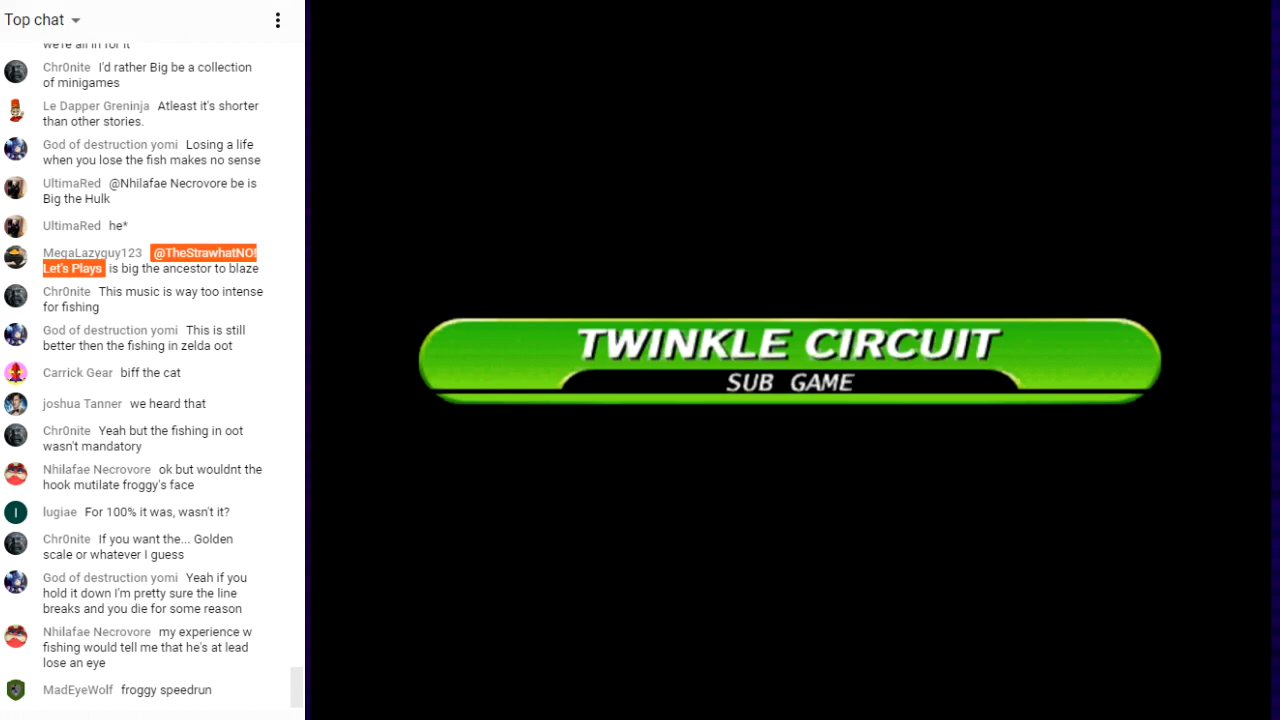 Top chat
we're all in for it
Chr0nite I'd rather Big be a collection
of minigames
Le Dapper Greninja Atleast it's shorter
than other stories.
God of destruction yomi Losing a life
when you lose the fish makes no sense
UltimaRed @Nhilafae Necrovore be is
Big the Hulk
UltimaRed he*
MegaLazyguy123 @TheStrawhatNO!
Let's Plays is big the ancestor to blaze
Chr0nite This music is way too intense
for fishing
God of destruction yomi This is still
better then the fishing in zelda oot
Carrick Gear biff the cat
joshua Tanner we heard that
Chr0nite Yeah but the fishing in oot
wasn't mandatory
Nhilafae Necrovore ok but wouldnt the
hook mutilate froggy's face
I lugiae For 100% it was, wasn't it?
Chr0nite If you want the... Golden
scale or whatever I guess
God of destruction yomi Yeah if you
hold it down I'm pretty sure the line
breaks and you die for some reason
Nhilafae Necrovore my experience w
fishing would tell me that he's at lead
lose an eye
MadEyeWolf froggy speedrun
TWINKLE CIRCUIT
SUB GAME